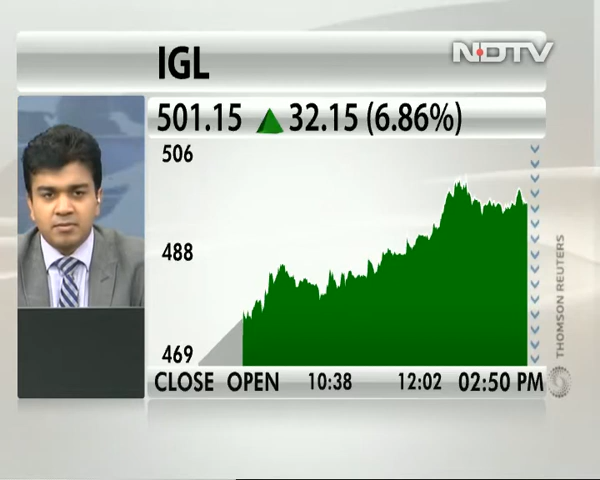 IGL
NDTV
501.15 ▲ 32.15 (6.86%)
506
488
469
CLOSE OPEN 10:38 12:02 02:50 PM
THOMSON REUTERS